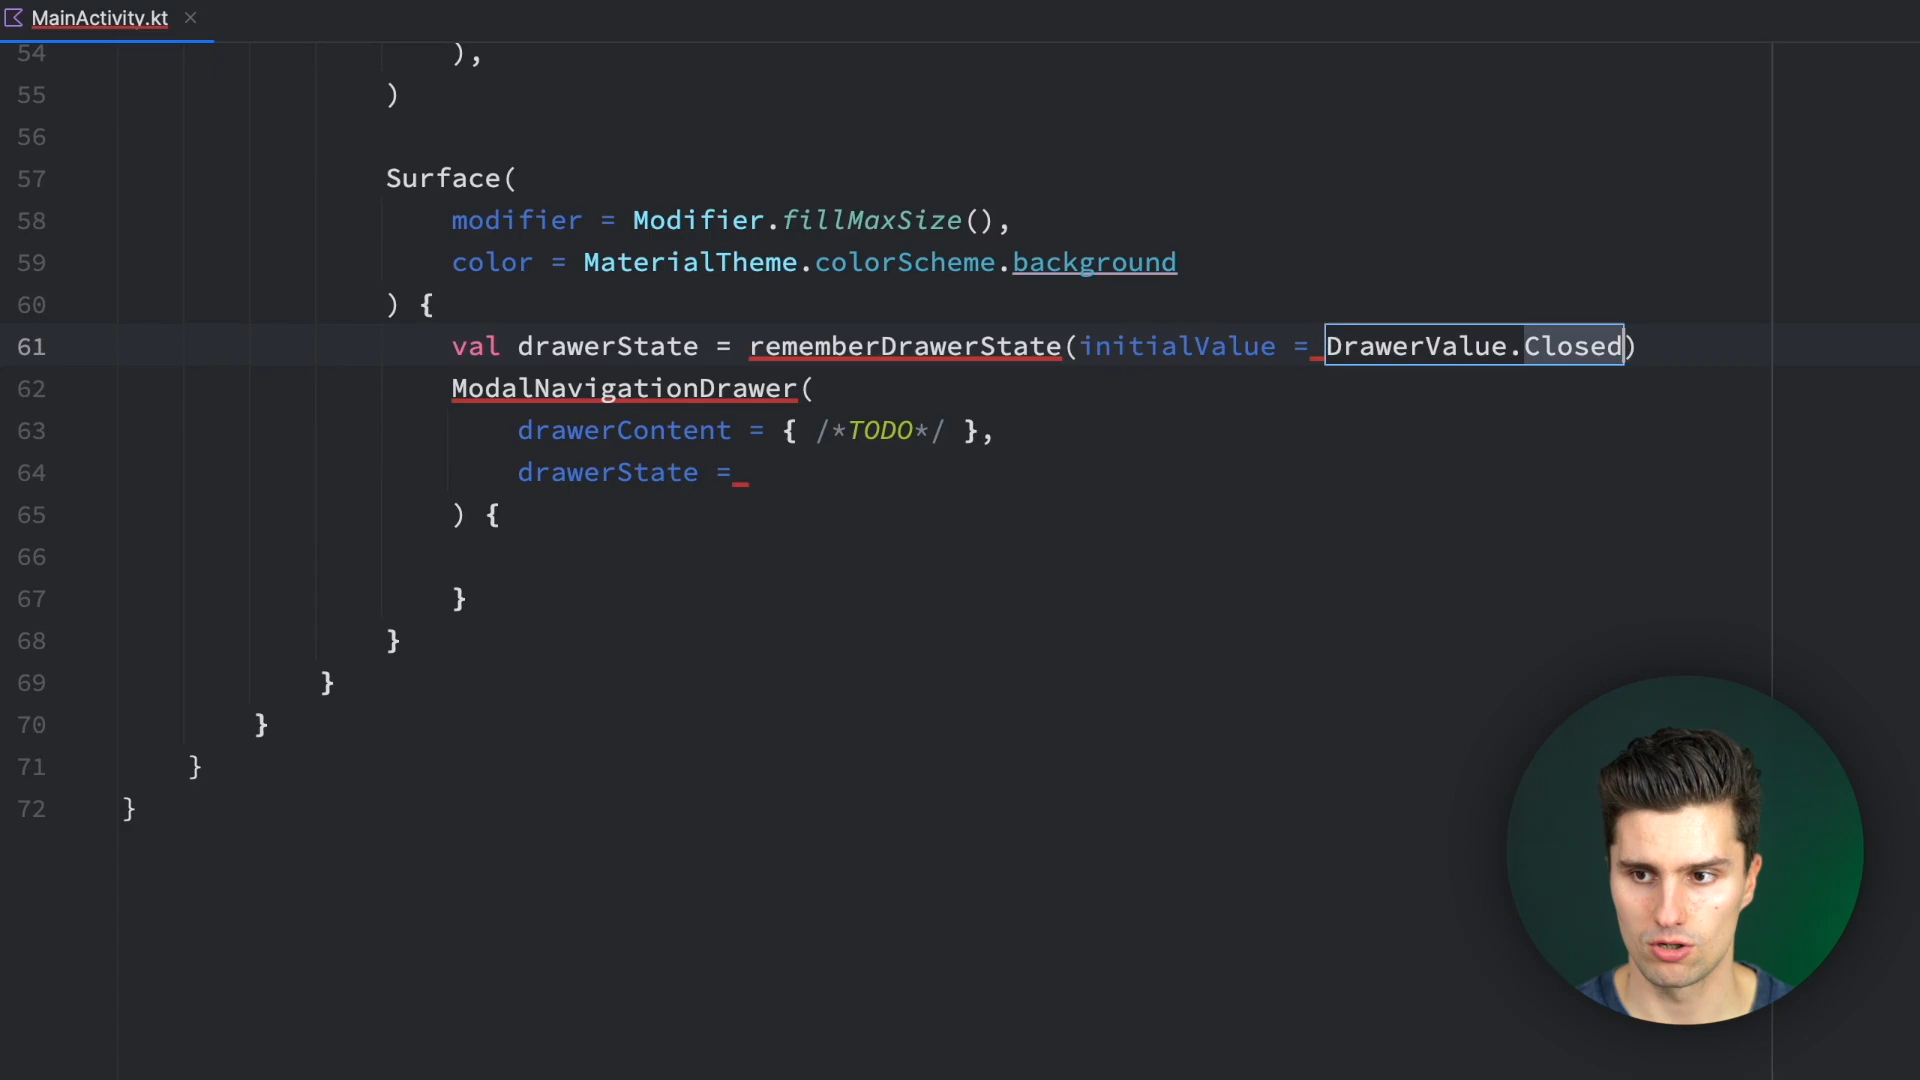 MainActivity.kt
54 ),
55 )
56
57 Surface(
58 modifier = Modifier.fillMaxSize(),
59 color = MaterialTheme.colorScheme.background
60 ) {
61 val drawerState = rememberDrawerState(initialValue = DrawerValue.Closed)
62 ModalNavigationDrawer(
63 drawerContent = { /*TODO*/ },
64 drawerState =
65 ) {
66
67 }
68 }
69 }
70 }
71 }
72 }